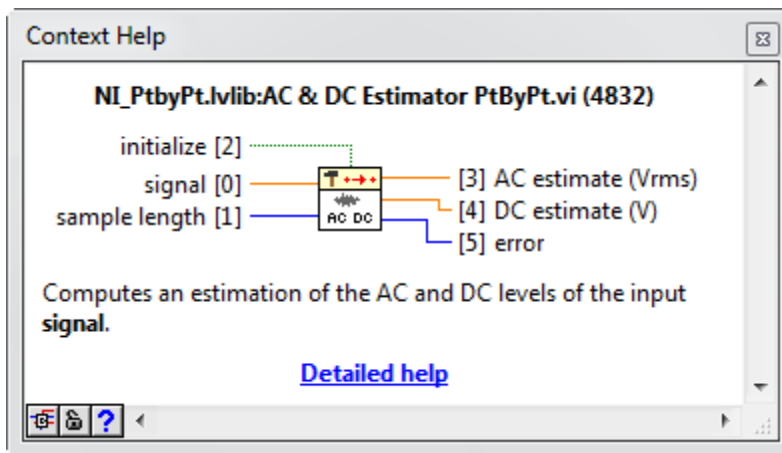 Context Help
NI_PtbyPt.lvlib:AC & DC Estimator PtByPt.vi (4832)
initialize [2]
signal [0]
sample length [1]
AC DC
[3] AC estimate (Vrms)
[4] DC estimate (V)
[5] error
Computes an estimation of the AC and DC levels of the input
signal.
Detailed help
?